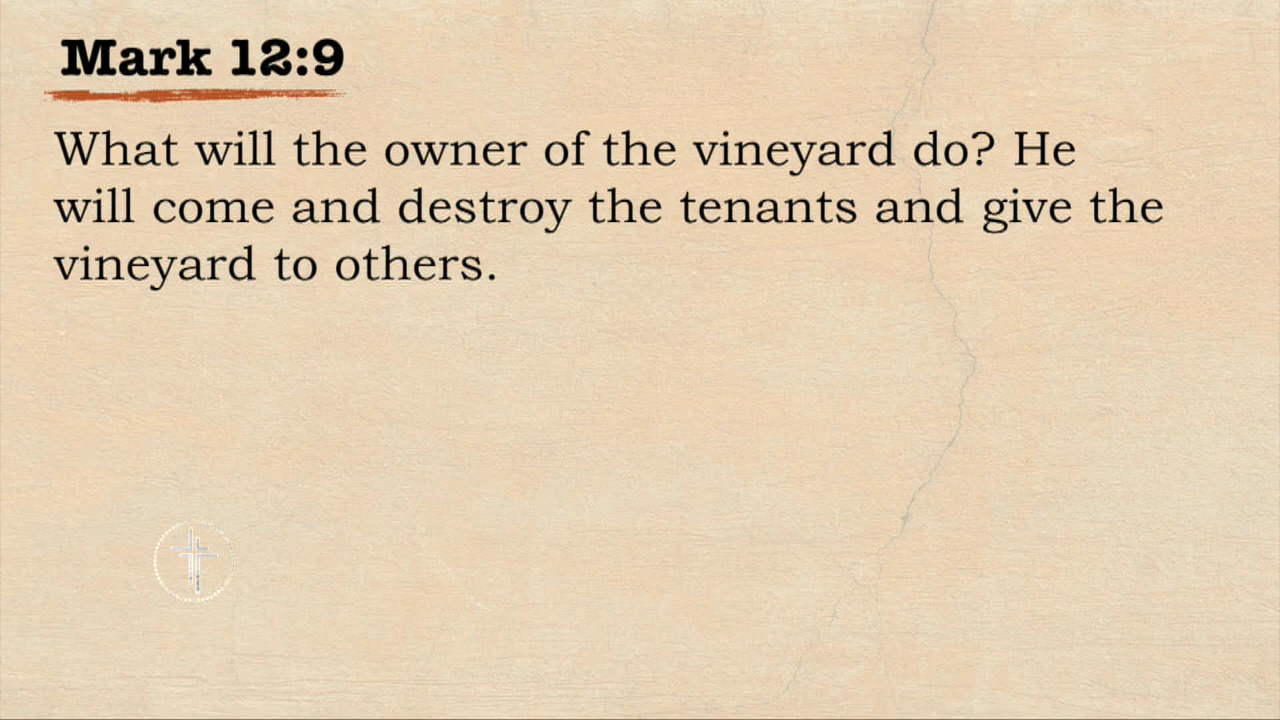 Mark 12:9
What will the owner of the vineyard do? He
will come and destroy the tenants and give the
vineyard to others.